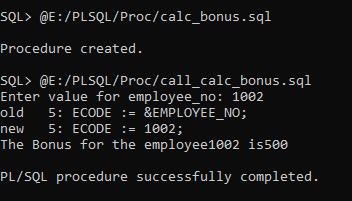 SQL> @E:/PLSQL/Proc/calc_bonus.sql
Procedure created.
SQL> @E:/PLSQL/Proc/call_calc_bonus.sql
Enter value for employee_no: 1002
old   5: ECODE := &EMPLOYEE_NO;
new   5: ECODE := 1002;
The Bonus for the employee1002 is500
PL/SQL procedure successfully completed.